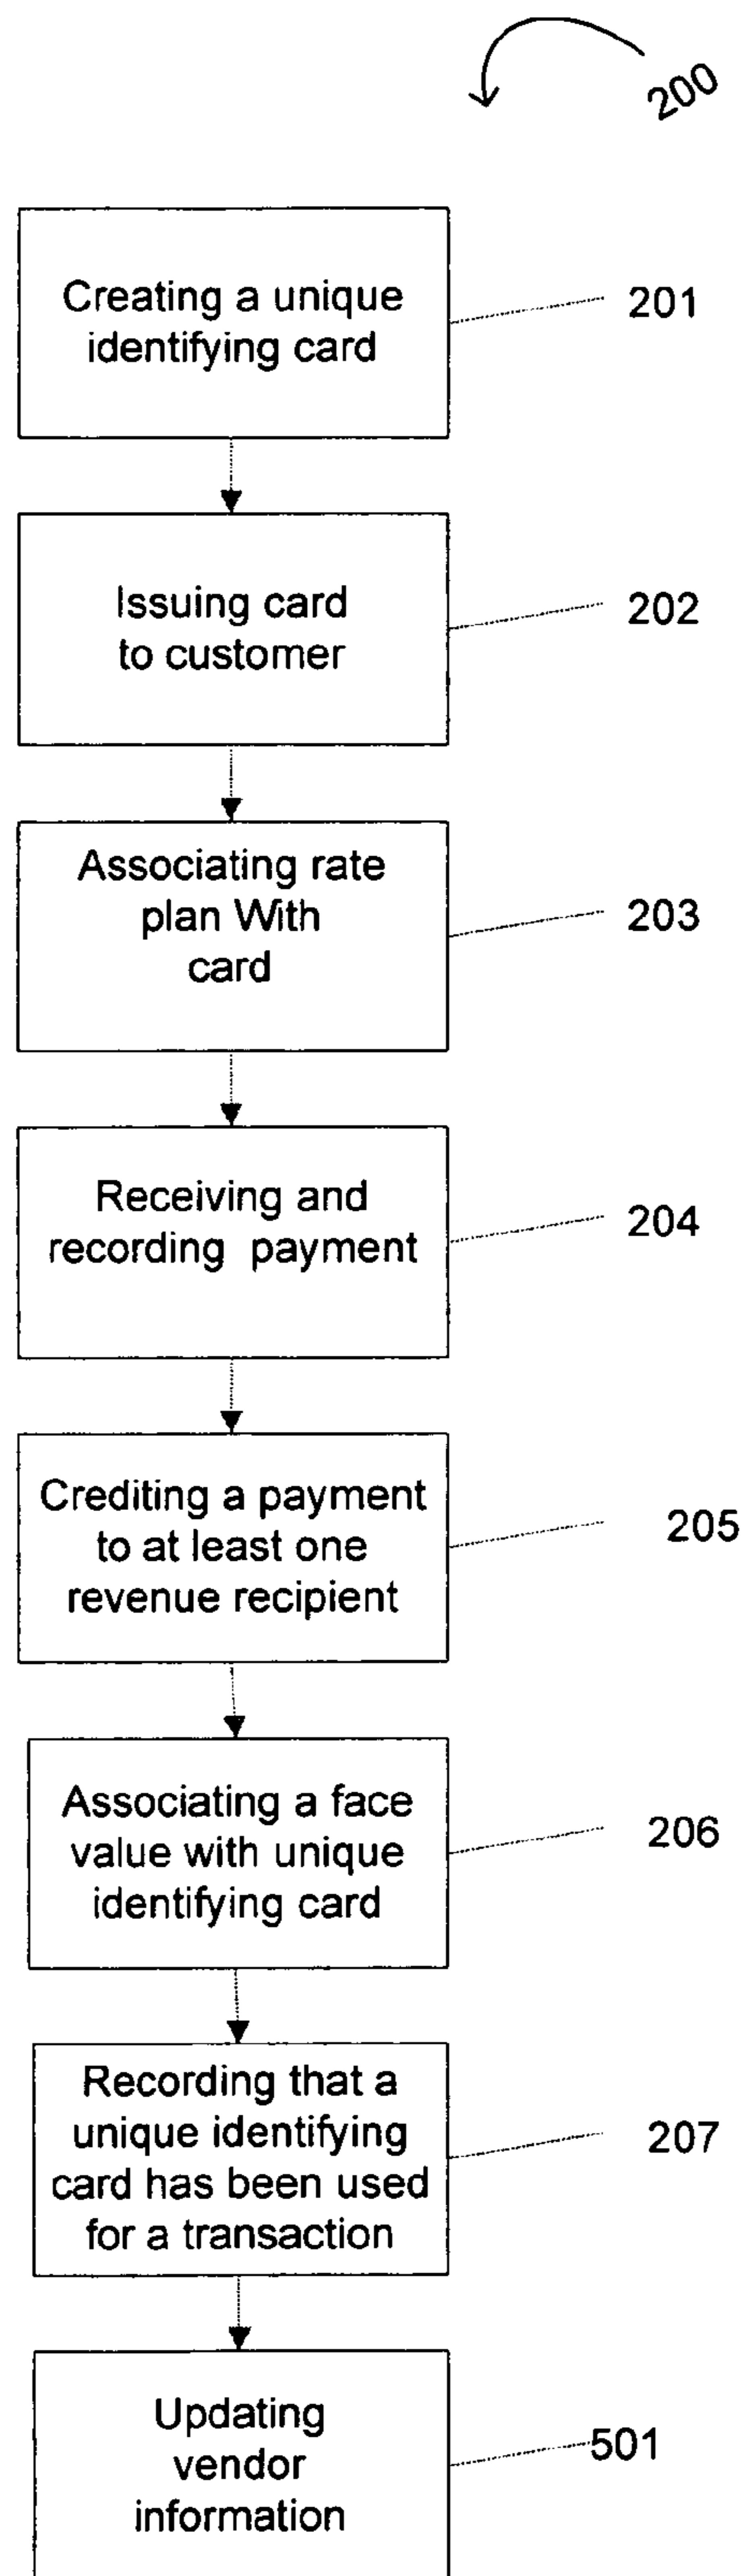 200
Creating a unique
identifying card
201
Issuing card
to customer
202
Associating rate
plan With
card
203
Receiving and
recording payment
204
Crediting a payment
to at least one
revenue recipient
205
Associating a face
value with unique
identifying card
206
Recording that a
unique identifying
card has been used
for a transaction
207
Updating
vendor
information
501